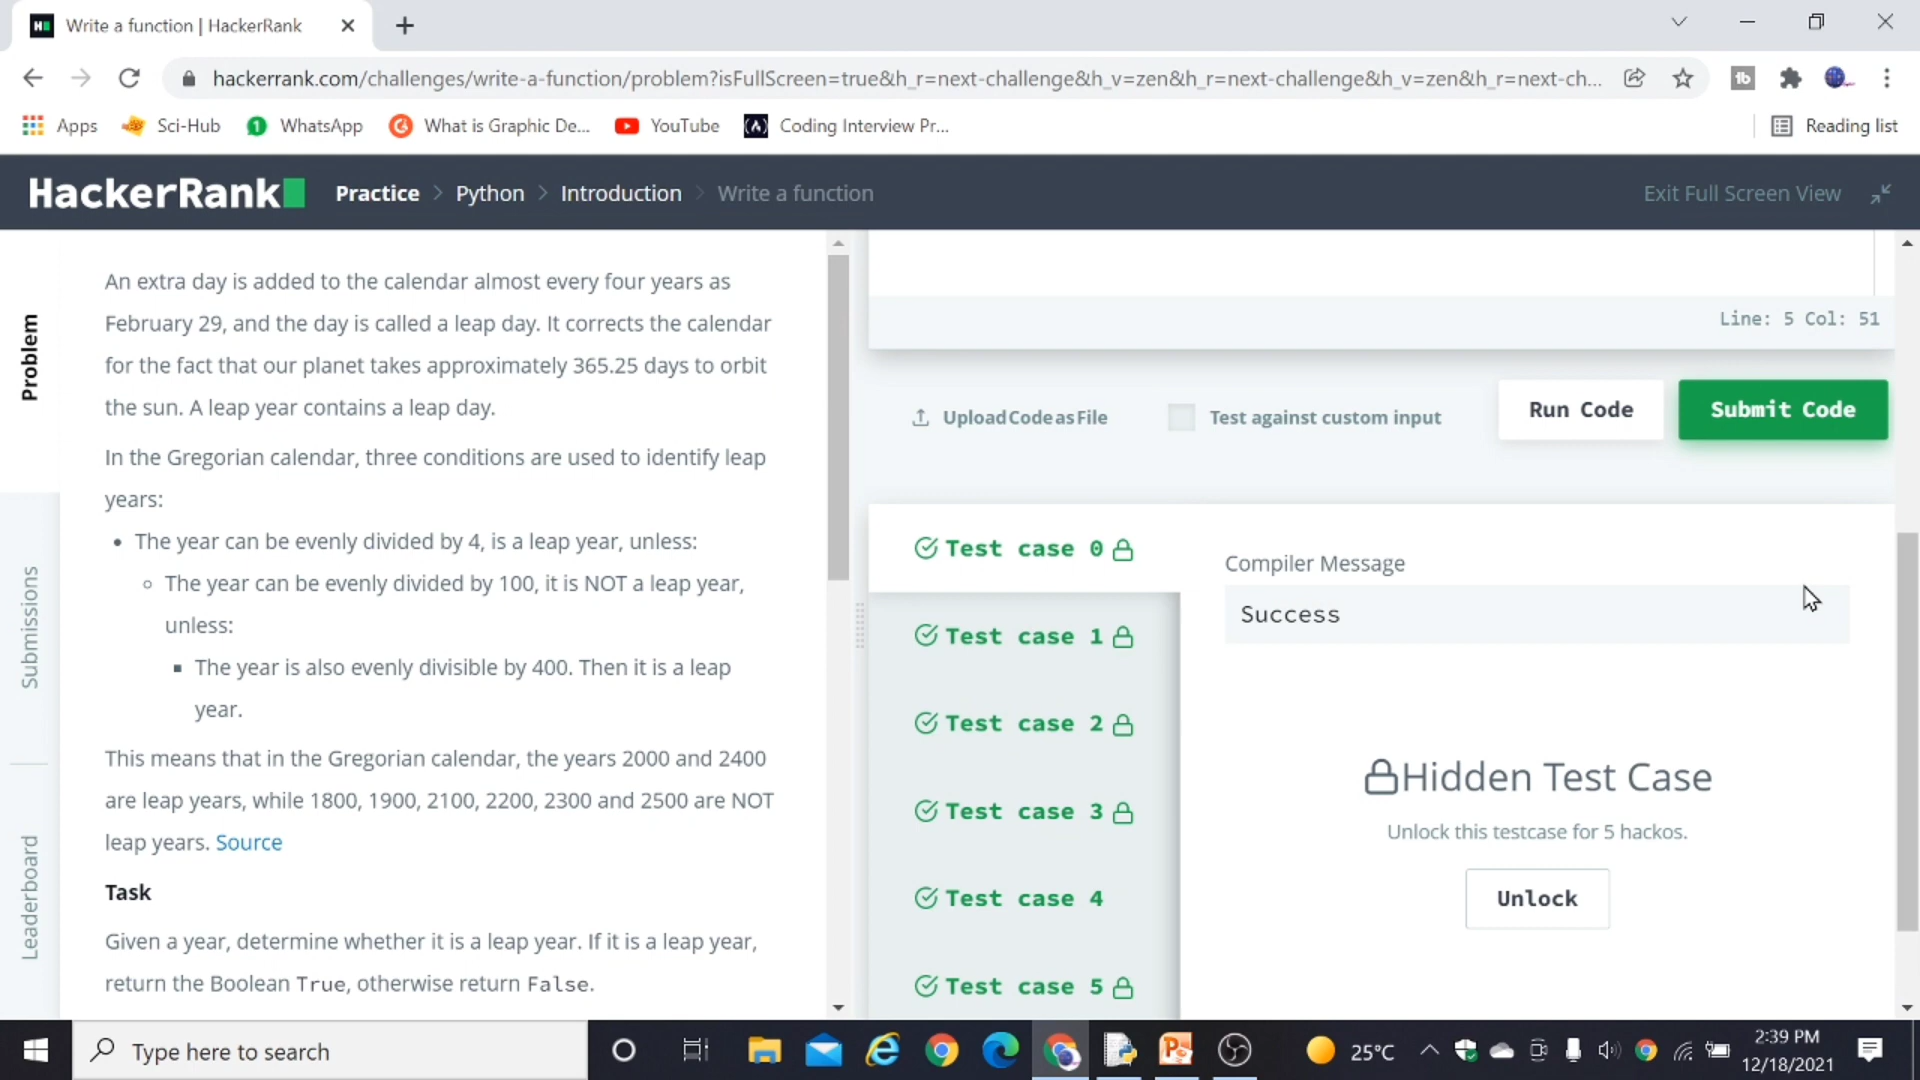 Write a function | HackerRank
hackerrank.com/challenges/write-a-function/problem?isFullScreen=true&h_r=next-challenge&h_v=zen&h_r=next-challenge&h_v=zen&h_r=next-ch...
Apps Sci-Hub WhatsApp What is Graphic De... YouTube Coding Interview Pr... Reading list
HackerRank Practice > Python > Introduction > Write a function Exit Full Screen View
Problem
Submissions
Leaderboard
An extra day is added to the calendar almost every four years as
February 29, and the day is called a leap day. It corrects the calendar
for the fact that our planet takes approximately 365.25 days to orbit
the sun. A leap year contains a leap day.
In the Gregorian calendar, three conditions are used to identify leap
years:
• The year can be evenly divided by 4, is a leap year, unless:
◦ The year can be evenly divided by 100, it is NOT a leap year,
unless:
▪ The year is also evenly divisible by 400. Then it is a leap
year.
This means that in the Gregorian calendar, the years 2000 and 2400
are leap years, while 1800, 1900, 2100, 2200, 2300 and 2500 are NOT
leap years. Source
Task
Given a year, determine whether it is a leap year. If it is a leap year,
return the Boolean True, otherwise return False.
Line: 5 Col: 51
Upload Code as File Test against custom input Run Code Submit Code
Test case 0
Test case 1
Test case 2
Test case 3
Test case 4
Test case 5
Compiler Message
Success
Hidden Test Case
Unlock this testcase for 5 hackos.
Unlock
Type here to search
25°C
2:39 PM
12/18/2021